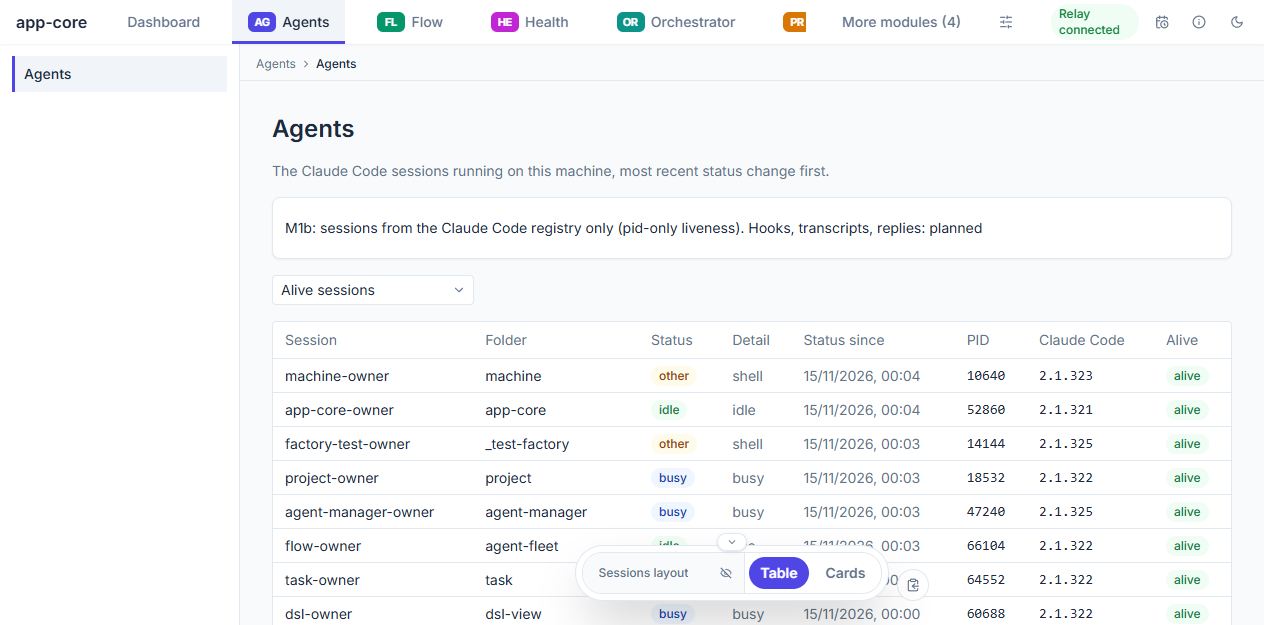 app-core Dashboard AG Agents FL Flow HE Health OR Orchestrator PR More modules (4) Relay connected
Agents
Agents > Agents
Agents
The Claude Code sessions running on this machine, most recent status change first.
M1b: sessions from the Claude Code registry only (pid-only liveness). Hooks, transcripts, replies: planned
Alive sessions
Session Folder Status Detail Status since PID Claude Code Alive
machine-owner machine other shell 15/11/2026, 00:04 10640 2.1.323 alive
app-core-owner app-core idle idle 15/11/2026, 00:04 52860 2.1.321 alive
factory-test-owner _test-factory other shell 15/11/2026, 00:03 14144 2.1.325 alive
project-owner project busy busy 15/11/2026, 00:03 18532 2.1.322 alive
agent-manager-owner agent-manager busy busy 15/11/2026, 00:03 47240 2.1.325 alive
flow-owner agent-fleet idle 15/11/2026, 00:03 66104 2.1.322 alive
task-owner task 64552 2.1.322 alive
Sessions layout Table Cards
dsl-owner dsl-view busy busy 15/11/2026, 00:00 60688 2.1.322 alive